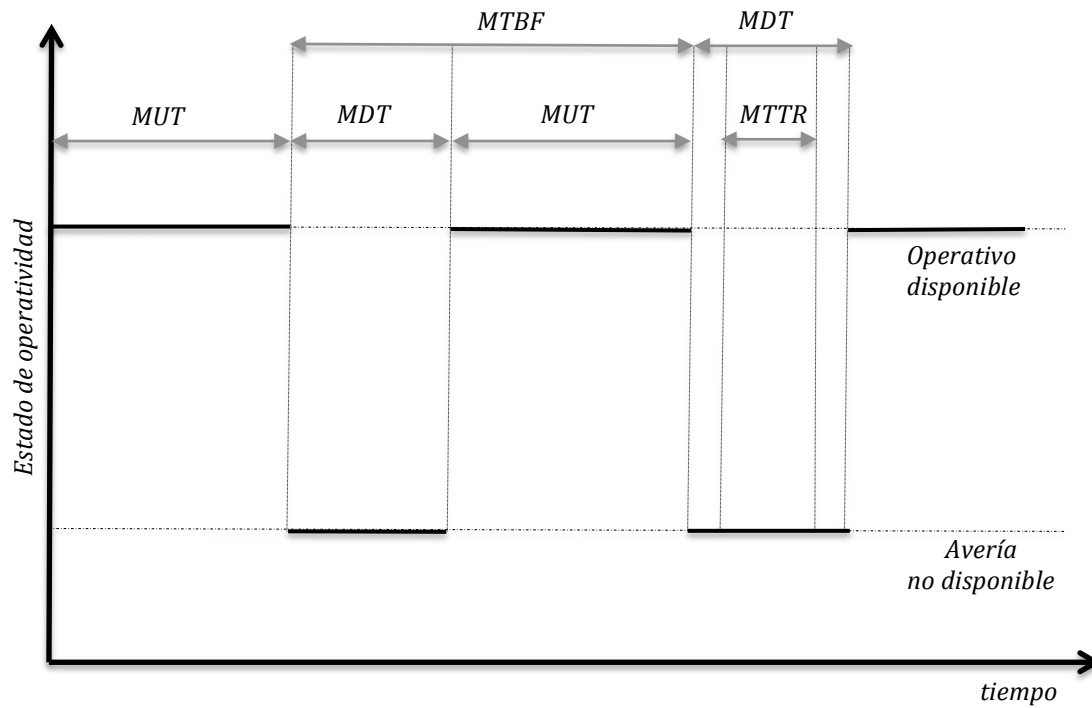 MTBF
MDT
MUT
MDT
MUT
MTTR
Estado de operatividad
Operativo
disponible
Avería
no disponible
tiempo